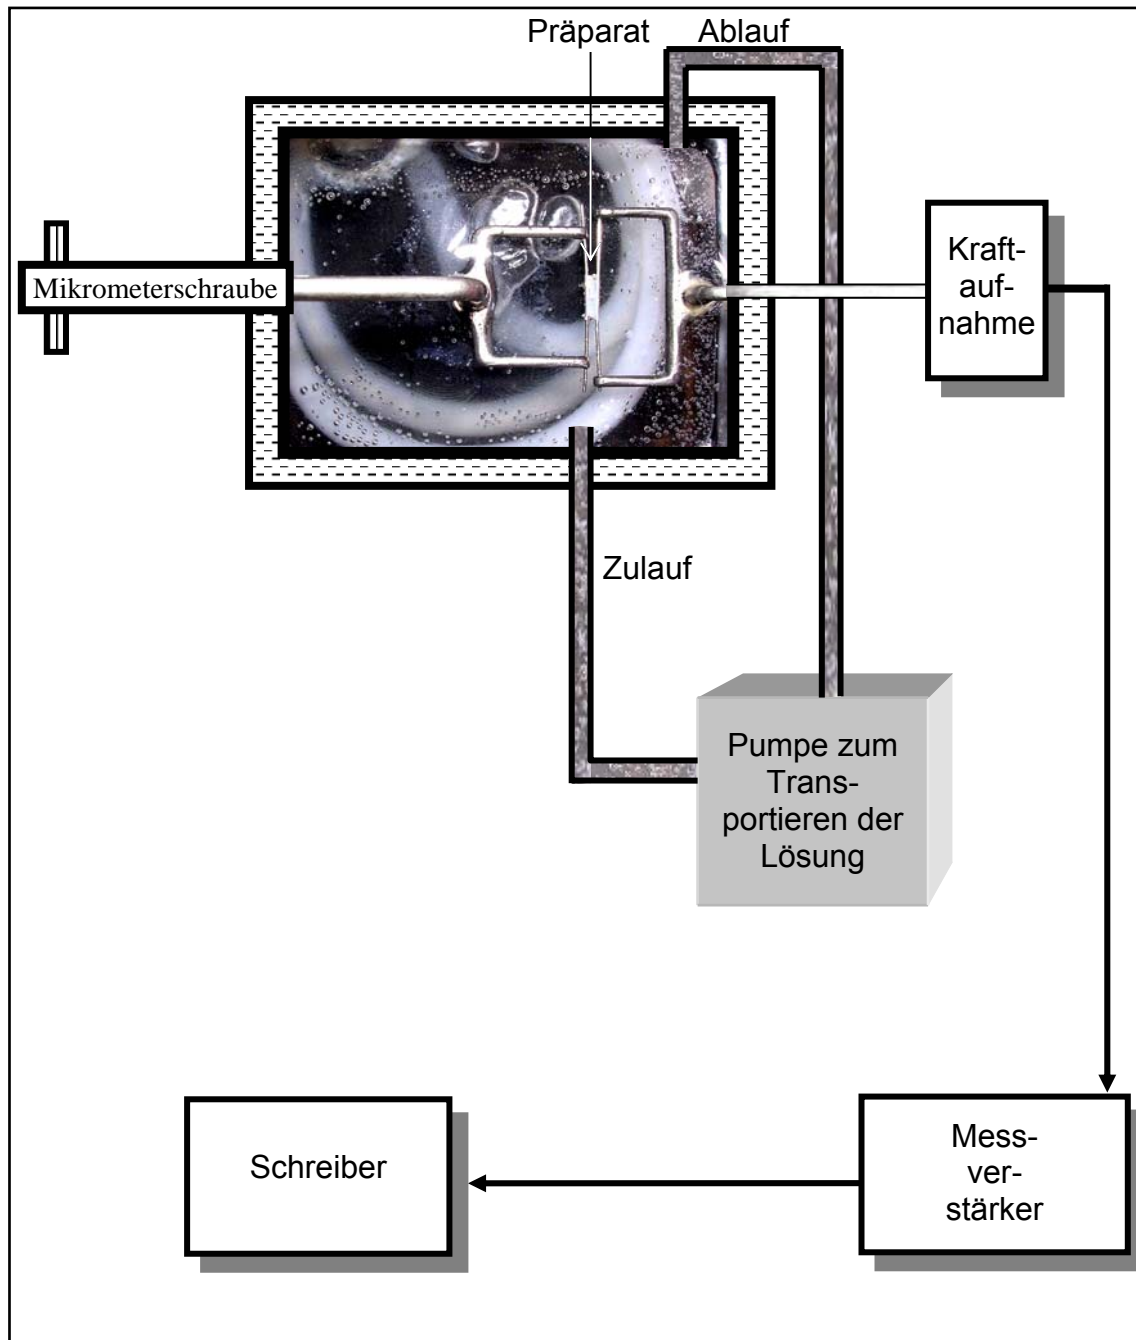 Präparat
Ablauf
Mikrometerschraube
Kraft-
auf-
nahme
Zulauf
Pumpe zum
Trans-
portieren der
Lösung
Schreiber
Mess-
ver-
stärker